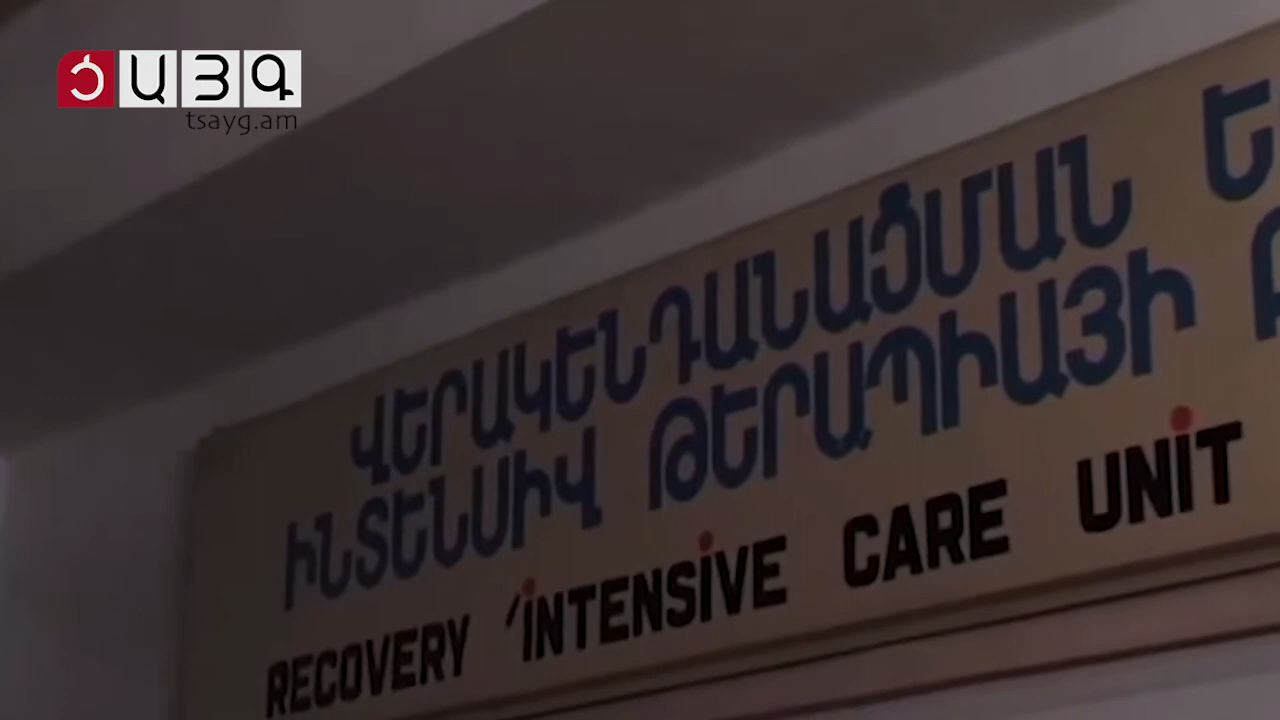 ԾԱՅԳ
tsayg.am
ՎԵՐԱԿԵՆԴԱՆԱՑՄԱՆ
ԻՆՏԵՆՍԻՎ ԹԵՐԱՊԻԱՅԻ
RECOVERY INTENSIVE CARE UNIT